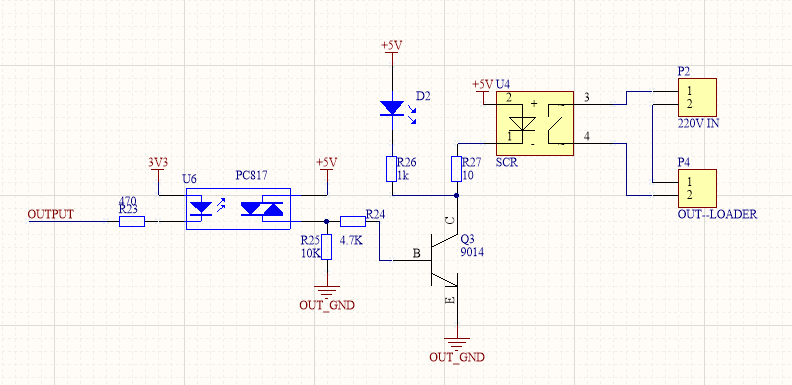 +5V
D2
+5V
U4
2
+
3
1
-
4
SCR
P2
1
2
220V IN
P4
1
2
OUT--LOADER
R26
1k
R27
10
3V3
U6
PC817
+5V
OUTPUT
470
R23
R24
4.7K
R25
10K
OUT_GND
C
B
E
Q3
9014
OUT_GND